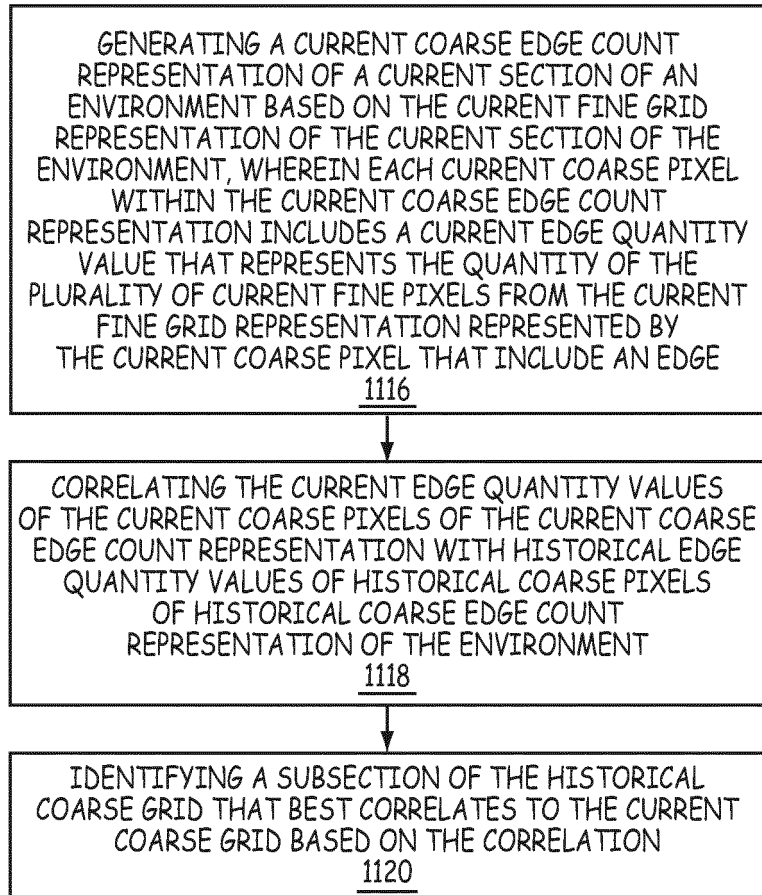 GENERATING A CURRENT COARSE EDGE COUNT
REPRESENTATION OF A CURRENT SECTION OF AN
ENVIRONMENT BASED ON THE CURRENT FINE GRID
REPRESENTATION OF THE CURRENT SECTION OF THE
ENVIRONMENT, WHEREIN EACH CURRENT COARSE PIXEL
WITHIN THE CURRENT COARSE EDGE COUNT
REPRESENTATION INCLUDES A CURRENT EDGE QUANTITY
VALUE THAT REPRESENTS THE QUANTITY OF THE
PLURALITY OF CURRENT FINE PIXELS FROM THE CURRENT
FINE GRID REPRESENTATION REPRESENTED BY
THE CURRENT COARSE PIXEL THAT INCLUDE AN EDGE
1116
CORRELATING THE CURRENT EDGE QUANTITY VALUES
OF THE CURRENT COARSE PIXELS OF THE CURRENT COARSE
EDGE COUNT REPRESENTATION WITH HISTORICAL EDGE
QUANTITY VALUES OF HISTORICAL COARSE PIXELS
OF HISTORICAL COARSE EDGE COUNT
REPRESENTATION OF THE ENVIRONMENT
1118
IDENTIFYING A SUBSECTION OF THE HISTORICAL
COARSE GRID THAT BEST CORRELATES TO THE CURRENT
COARSE GRID BASED ON THE CORRELATION
1120